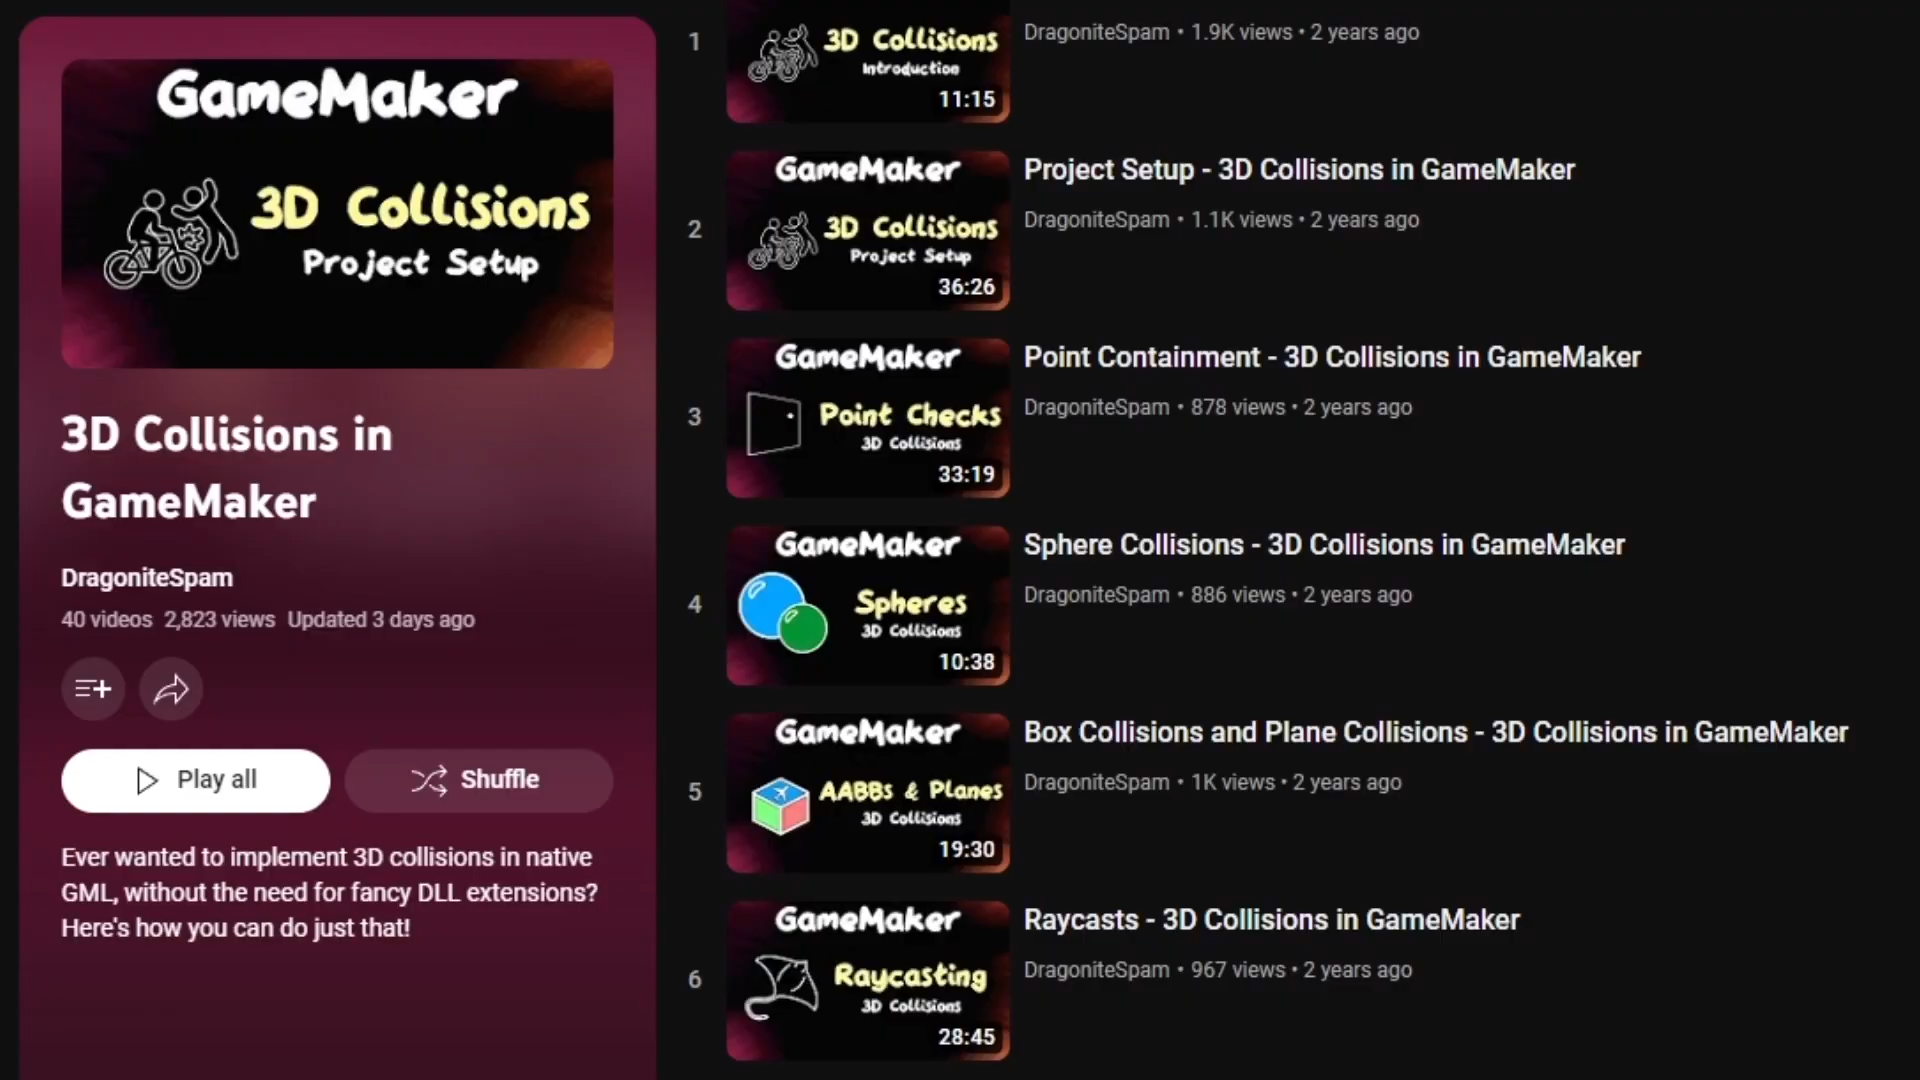 GameMaker
3D Collisions
Project Setup
3D Collisions in
GameMaker
DragoniteSpam
40 videos 2,823 views Updated 3 days ago
Play all
Shuffle
Ever wanted to implement 3D collisions in native
GML, without the need for fancy DLL extensions?
Here's how you can do just that!
1
3D Collisions
Introduction
11:15
DragoniteSpam • 1.9K views • 2 years ago
2
GameMaker
3D Collisions
Project Setup
36:26
Project Setup - 3D Collisions in GameMaker
DragoniteSpam • 1.1K views • 2 years ago
3
GameMaker
Point Checks
3D Collisions
33:19
Point Containment - 3D Collisions in GameMaker
DragoniteSpam • 878 views • 2 years ago
4
GameMaker
Spheres
3D Collisions
10:38
Sphere Collisions - 3D Collisions in GameMaker
DragoniteSpam • 886 views • 2 years ago
5
GameMaker
AABBs & Planes
3D Collisions
19:30
Box Collisions and Plane Collisions - 3D Collisions in GameMaker
DragoniteSpam • 1K views • 2 years ago
6
GameMaker
Raycasting
3D Collisions
28:45
Raycasts - 3D Collisions in GameMaker
DragoniteSpam • 967 views • 2 years ago